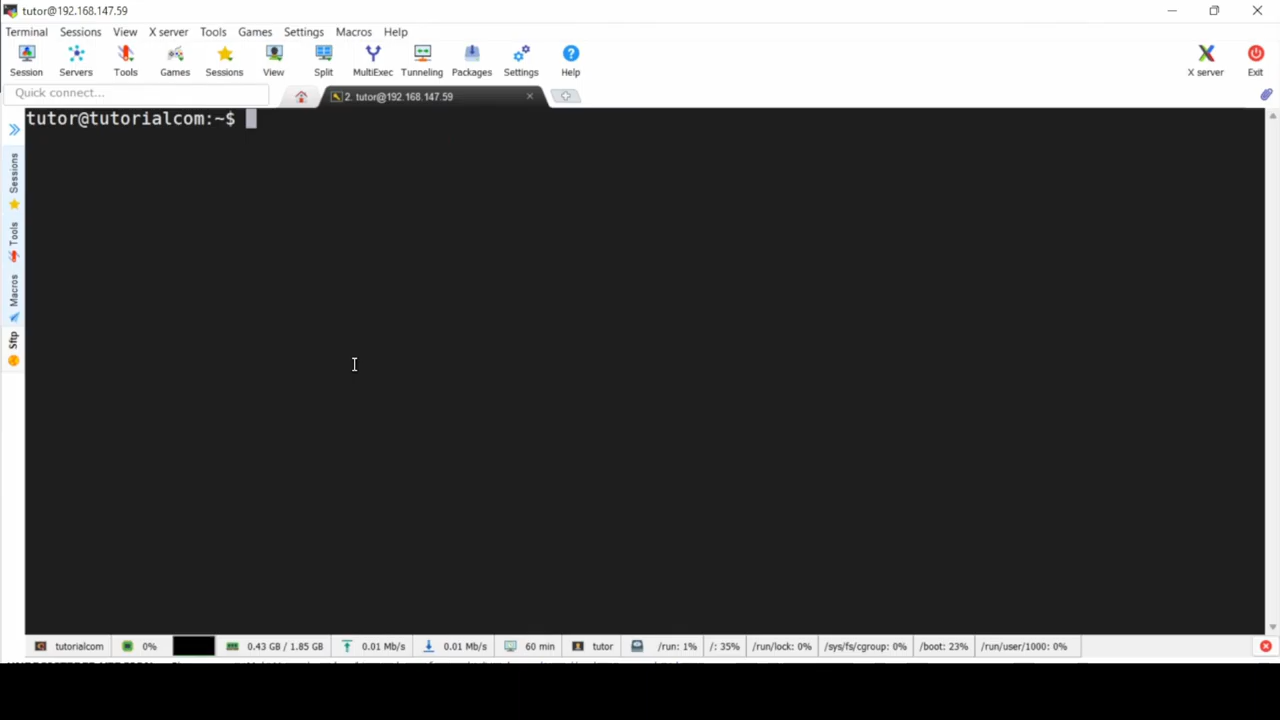 tutor@192.168.147.59
Terminal Sessions View X server Tools Games Settings Macros Help
Session Servers Tools Games Sessions View Split MultiExec Tunneling Packages Settings Help X server Exit
Quick connect...
2. tutor@192.168.147.59
tutor@tutorialcom:~$
Sessions
Tools
Macros
Sftp
tutorialcom 0% 0.43 GB / 1.85 GB 0.01 Mb/s 0.01 Mb/s 60 min tutor /run: 1% /: 35% /run/lock: 0% /sys/fs/cgroup: 0% /boot: 23% /run/user/1000: 0%